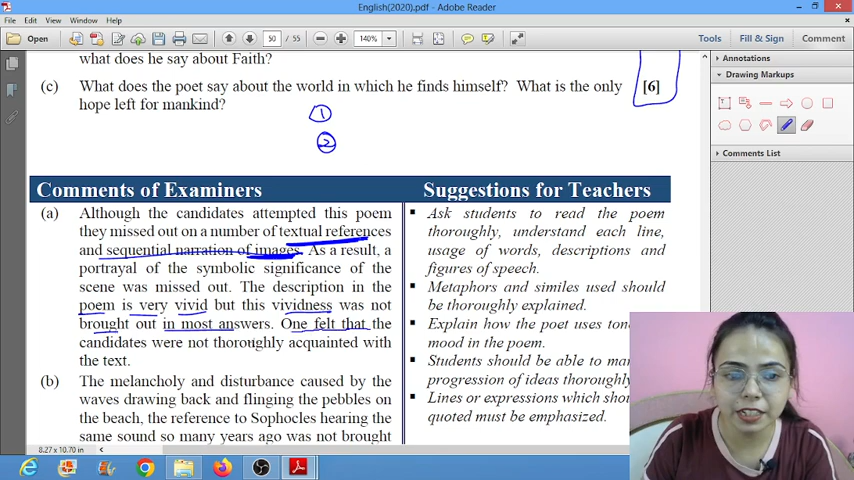 English(2020).pdf - Adobe Reader
File Edit View Window Help
Open 50 / 55 140% Tools Fill & Sign Comment
Annotations
Drawing Markups
T
Comments List
what does he say about Faith?
(c) What does the poet say about the world in which he finds himself? What is the only [6]
hope left for mankind?
1
2
Comments of Examiners
(a) Although the candidates attempted this poem
they missed out on a number of textual references
and sequential narration of images. As a result, a
portrayal of the symbolic significance of the
scene was missed out. The description in the
poem is very vivid but this vividness was not
brought out in most answers. One felt that the
candidates were not thoroughly acquainted with
the text.
(b) The melancholy and disturbance caused by the
waves drawing back and flinging the pebbles on
the beach, the reference to Sophocles hearing the
same sound so many years ago was not brought
Suggestions for Teachers
▪ Ask students to read the poem
thoroughly, understand each line,
usage of words, descriptions and
figures of speech.
▪ Metaphors and similes used should
be thoroughly explained.
▪ Explain how the poet uses
mood in the poem.
▪ Students should be able to
progression of ideas thoroughly
▪ Lines or expressions which
quoted must be emphasized.
8.27 x 10.70 in